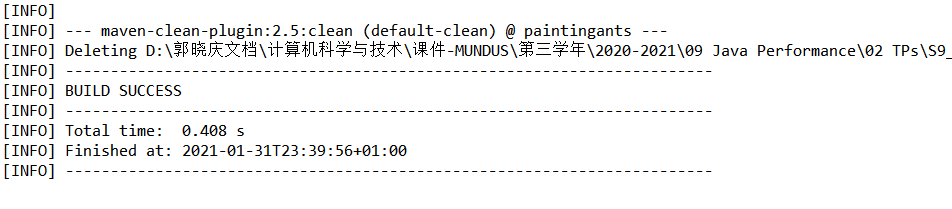 [INFO]
[INFO] --- maven-clean-plugin:2.5:clean (default-clean) @ paintingants ---
[INFO] Deleting D:\郭晓庆文档\计算机科学与技术\课件-MUNDUS\第三学年\2020-2021\09 Java Performance\02 TPs\S9_
[INFO] ------------------------------------------------------------------------
[INFO] BUILD SUCCESS
[INFO] ------------------------------------------------------------------------
[INFO] Total time:  0.408 s
[INFO] Finished at: 2021-01-31T23:39:56+01:00
[INFO] ------------------------------------------------------------------------